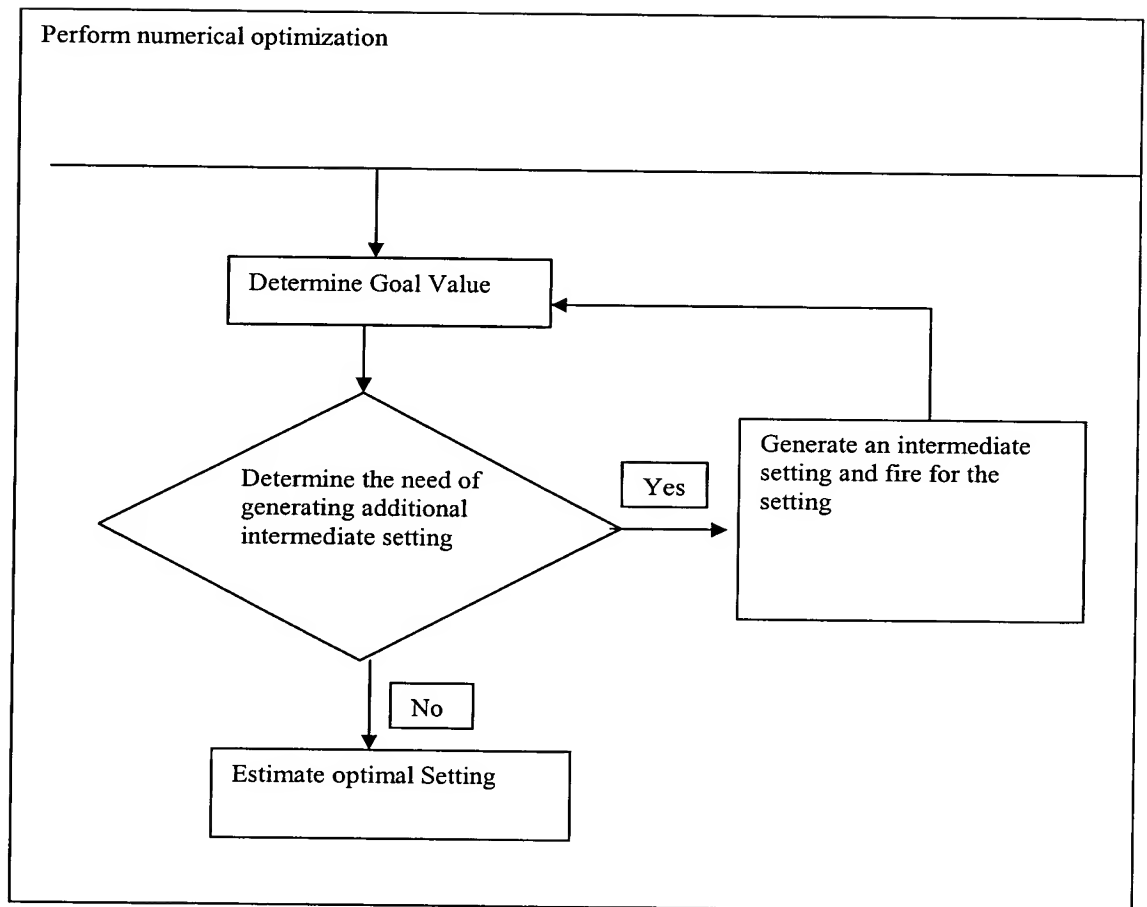 Perform numerical optimization
Determine Goal Value
Determine the need of
generating additional
intermediate setting
Yes
Generate an intermediate
setting and fire for the
setting
No
Estimate optimal Setting